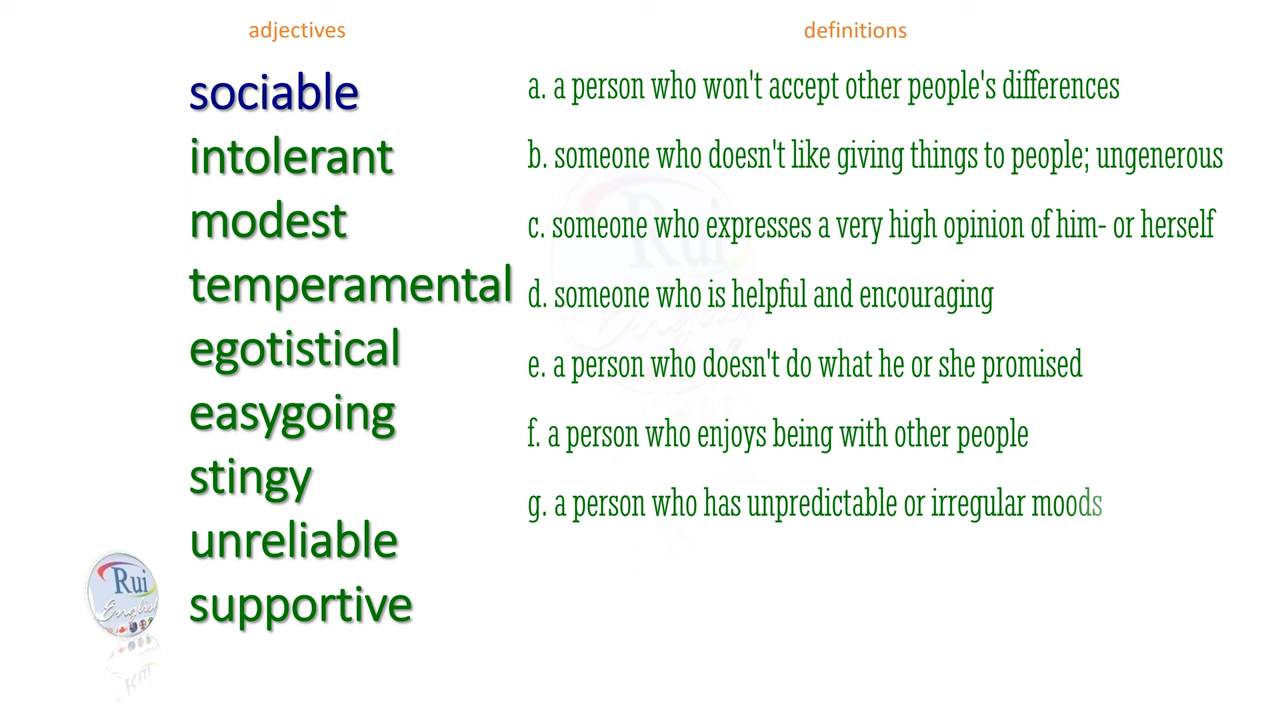 adjectives
definitions
sociable
intolerant
modest
temperamental
egotistical
easygoing
stingy
unreliable
supportive
a. a person who won't accept other people's differences
b. someone who doesn't like giving things to people; ungenerous
c. someone who expresses a very high opinion of him- or herself
d. someone who is helpful and encouraging
e. a person who doesn't do what he or she promised
f. a person who enjoys being with other people
g. a person who has unpredictable or irregular moods
Rui
English